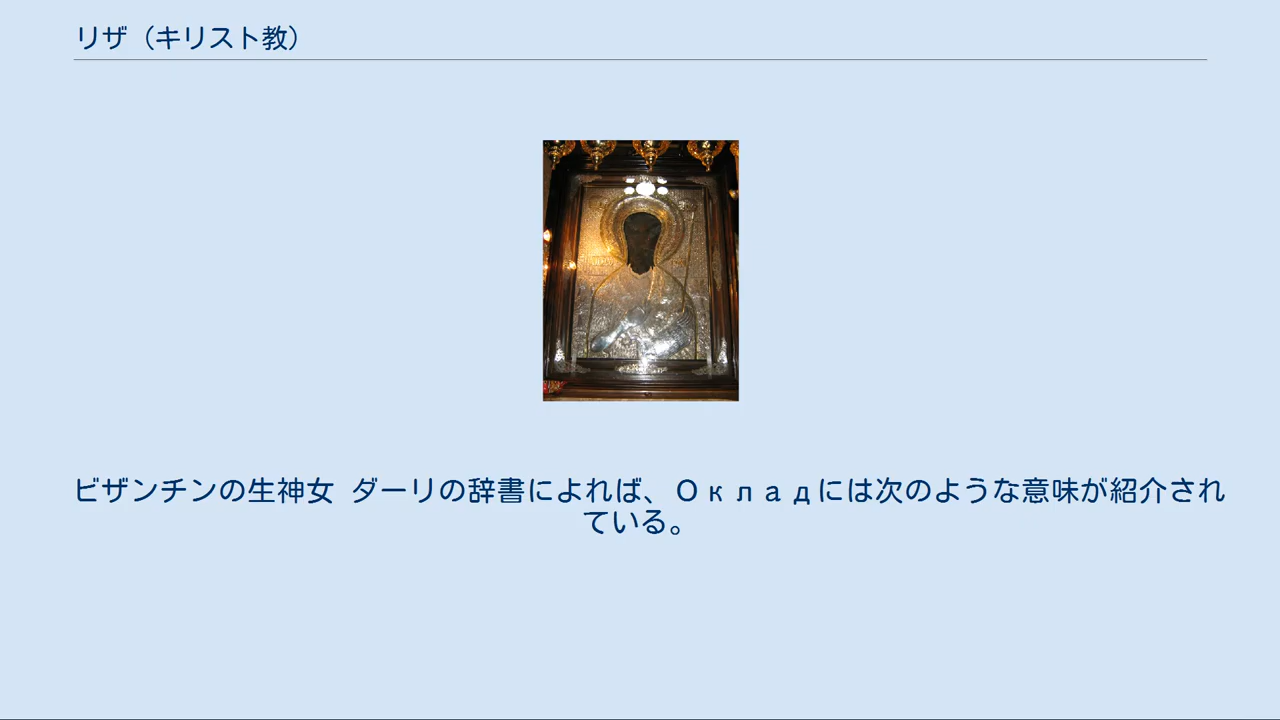 リザ（キリスト教）
ビザンチンの生神女 ダーリの辞書によれば、Ｏклад には次のような意味が紹介され
ている。